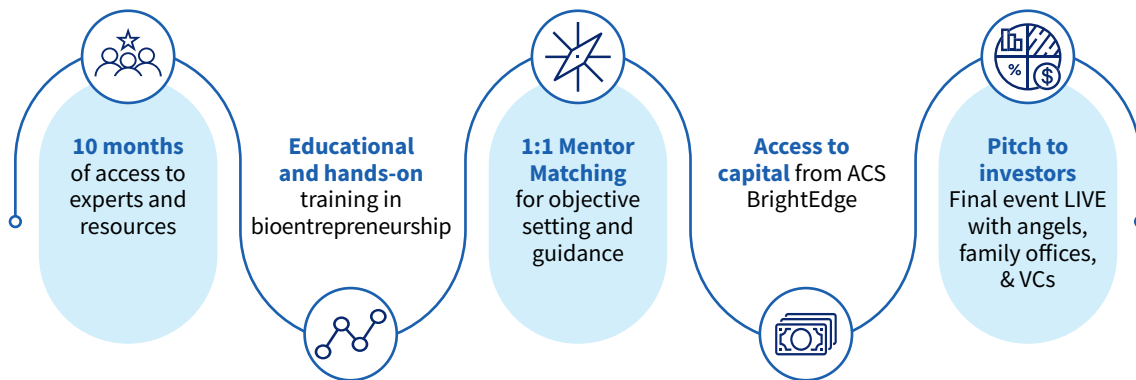 10 months
of access to
experts and
resources
Educational
and hands-on
training in
bioentrepreneurship
1:1 Mentor
Matching
for objective
setting and
guidance
Access to
capital from ACS
BrightEdge
Pitch to
investors
Final event LIVE
with angels,
family offices,
& VCs
%
$